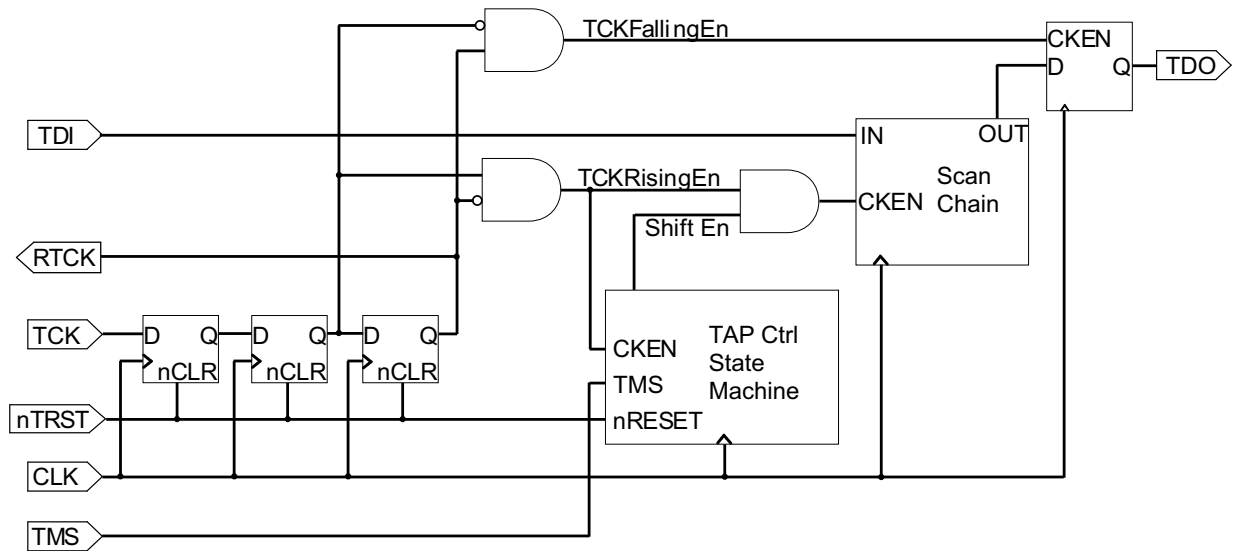 TCKFallingEn
CKEN
D Q
TDO
TDI
IN OUT
Scan
Chain
CKEN
TCKRisingEn
Shift En
RTCK
TCK
D Q
nCLR
D Q
nCLR
D Q
nCLR
TAP Ctrl
State
Machine
CKEN
TMS
nRESET
nTRST
CLK
TMS